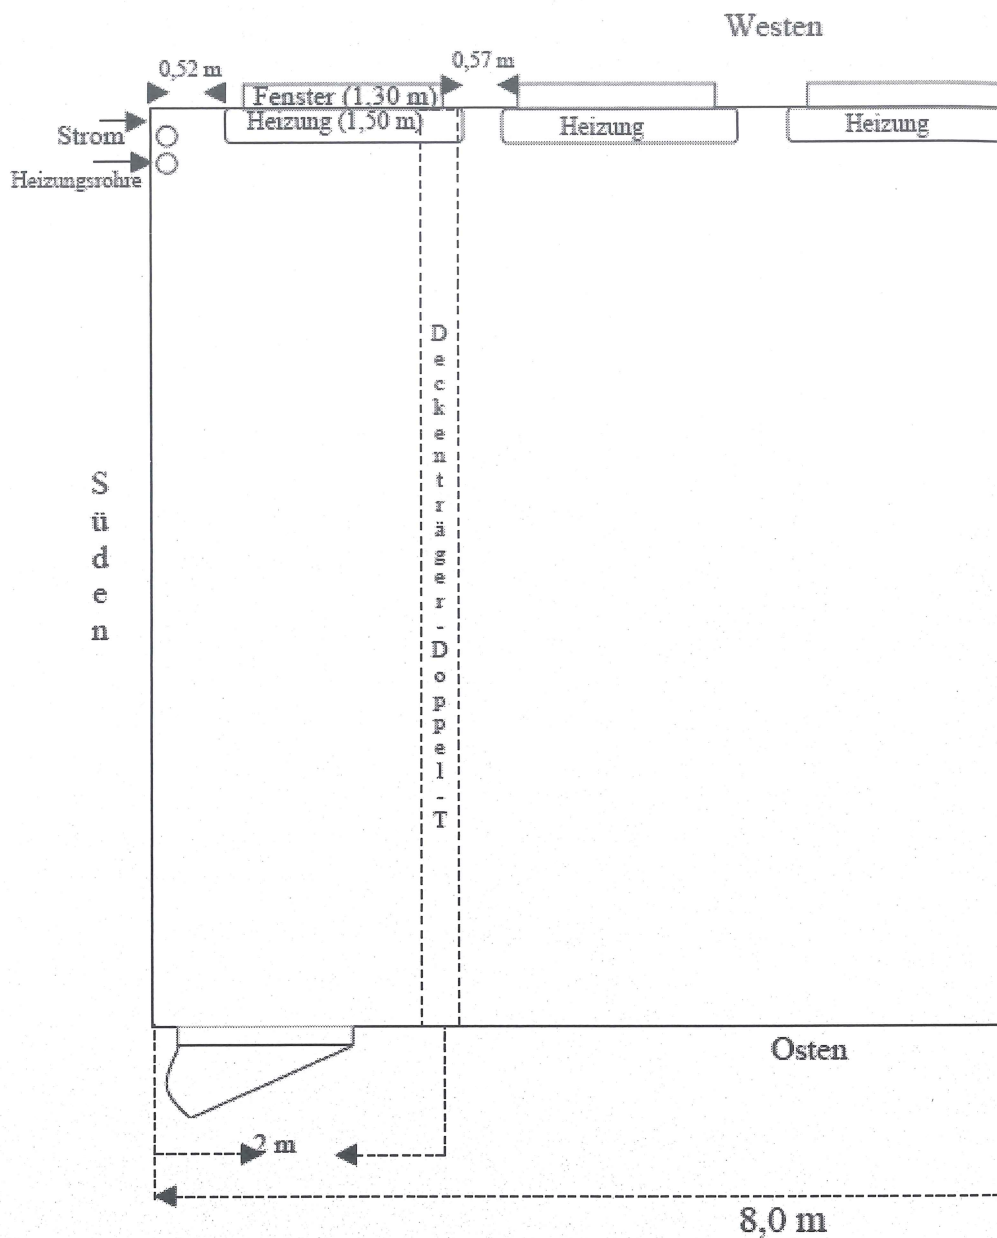 Westen
0,52 m
0,57 m
Fenster (1,30 m)
Heizung (1,50 m)
Heizung
Heizung
Strom
Heizungsrohre
Deckenträger-Doppel-T
Süden
Osten
2 m
8,0 m